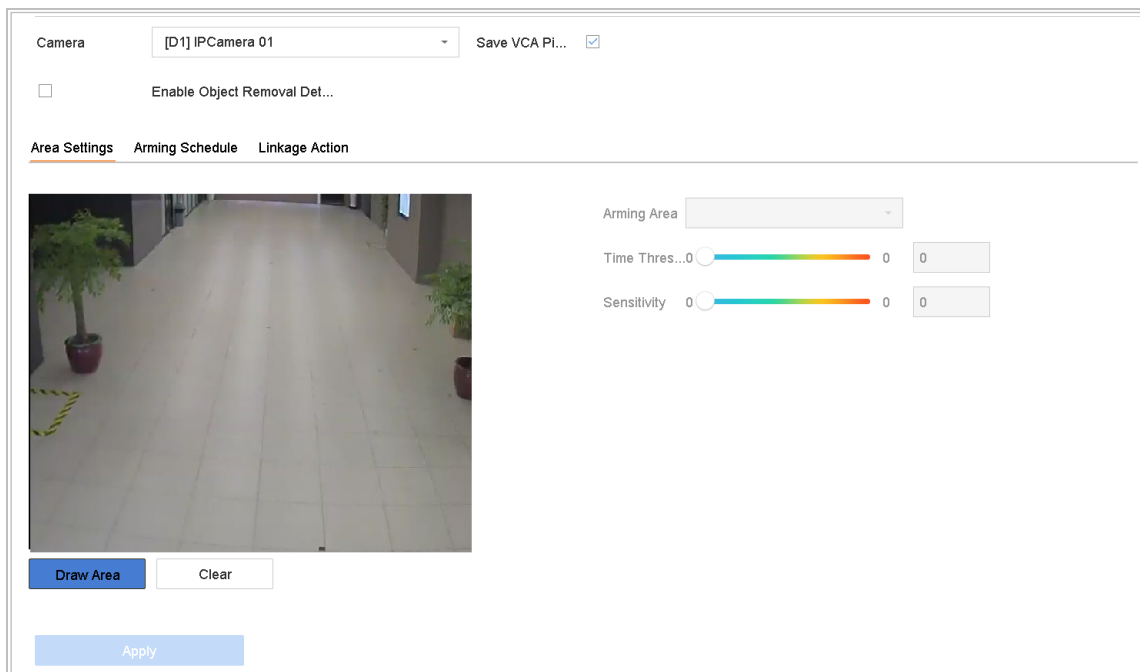 Camera [D1] IPCamera 01 Save VCA Pi...
Enable Object Removal Det...
Area Settings Arming Schedule Linkage Action
Arming Area
Time Thres...0 0 0
Sensitivity 0 0 0
Draw Area Clear
Apply